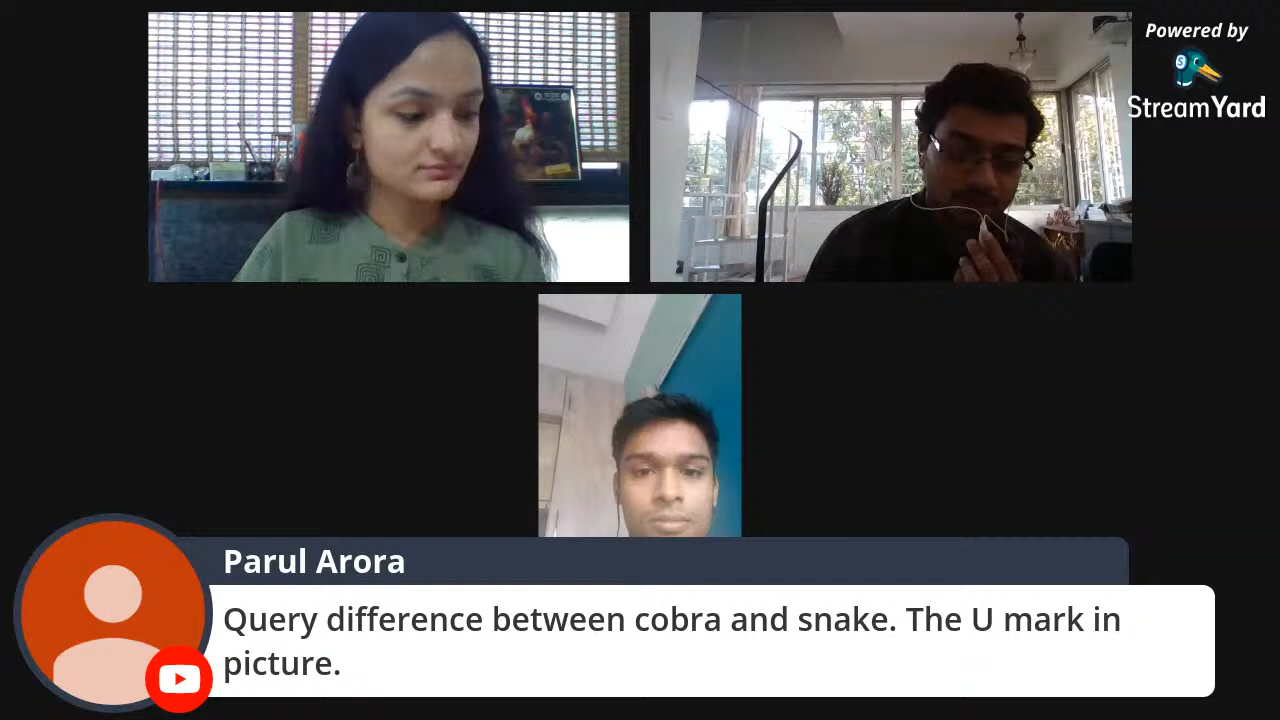 Powered by
StreamYard
Parul Arora
Query difference between cobra and snake. The U mark in
picture.